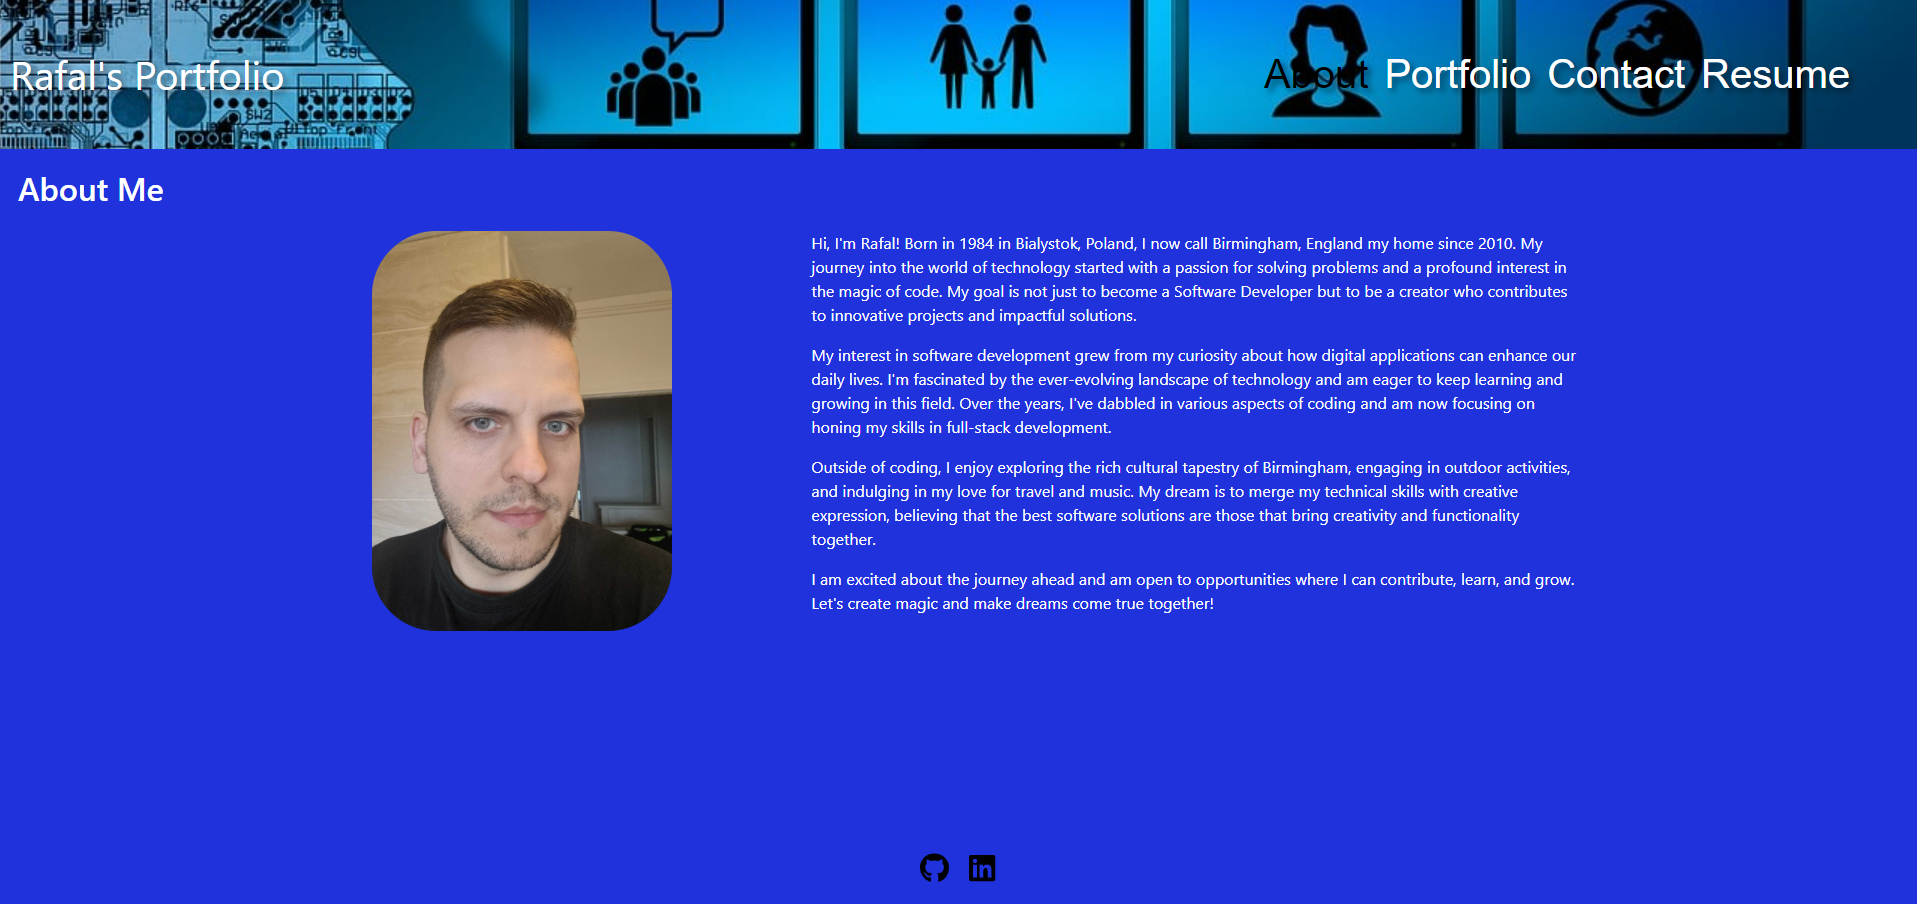 Rafal's Portfolio
About Portfolio Contact Resume
About Me
Hi, I'm Rafal! Born in 1984 in Bialystok, Poland, I now call Birmingham, England my home since 2010. My
journey into the world of technology started with a passion for solving problems and a profound interest in
the magic of code. My goal is not just to become a Software Developer but to be a creator who contributes
to innovative projects and impactful solutions.
My interest in software development grew from my curiosity about how digital applications can enhance our
daily lives. I'm fascinated by the ever-evolving landscape of technology and am eager to keep learning and
growing in this field. Over the years, I've dabbled in various aspects of coding and am now focusing on
honing my skills in full-stack development.
Outside of coding, I enjoy exploring the rich cultural tapestry of Birmingham, engaging in outdoor activities,
and indulging in my love for travel and music. My dream is to merge my technical skills with creative
expression, believing that the best software solutions are those that bring creativity and functionality
together.
I am excited about the journey ahead and am open to opportunities where I can contribute, learn, and grow.
Let's create magic and make dreams come true together!
in